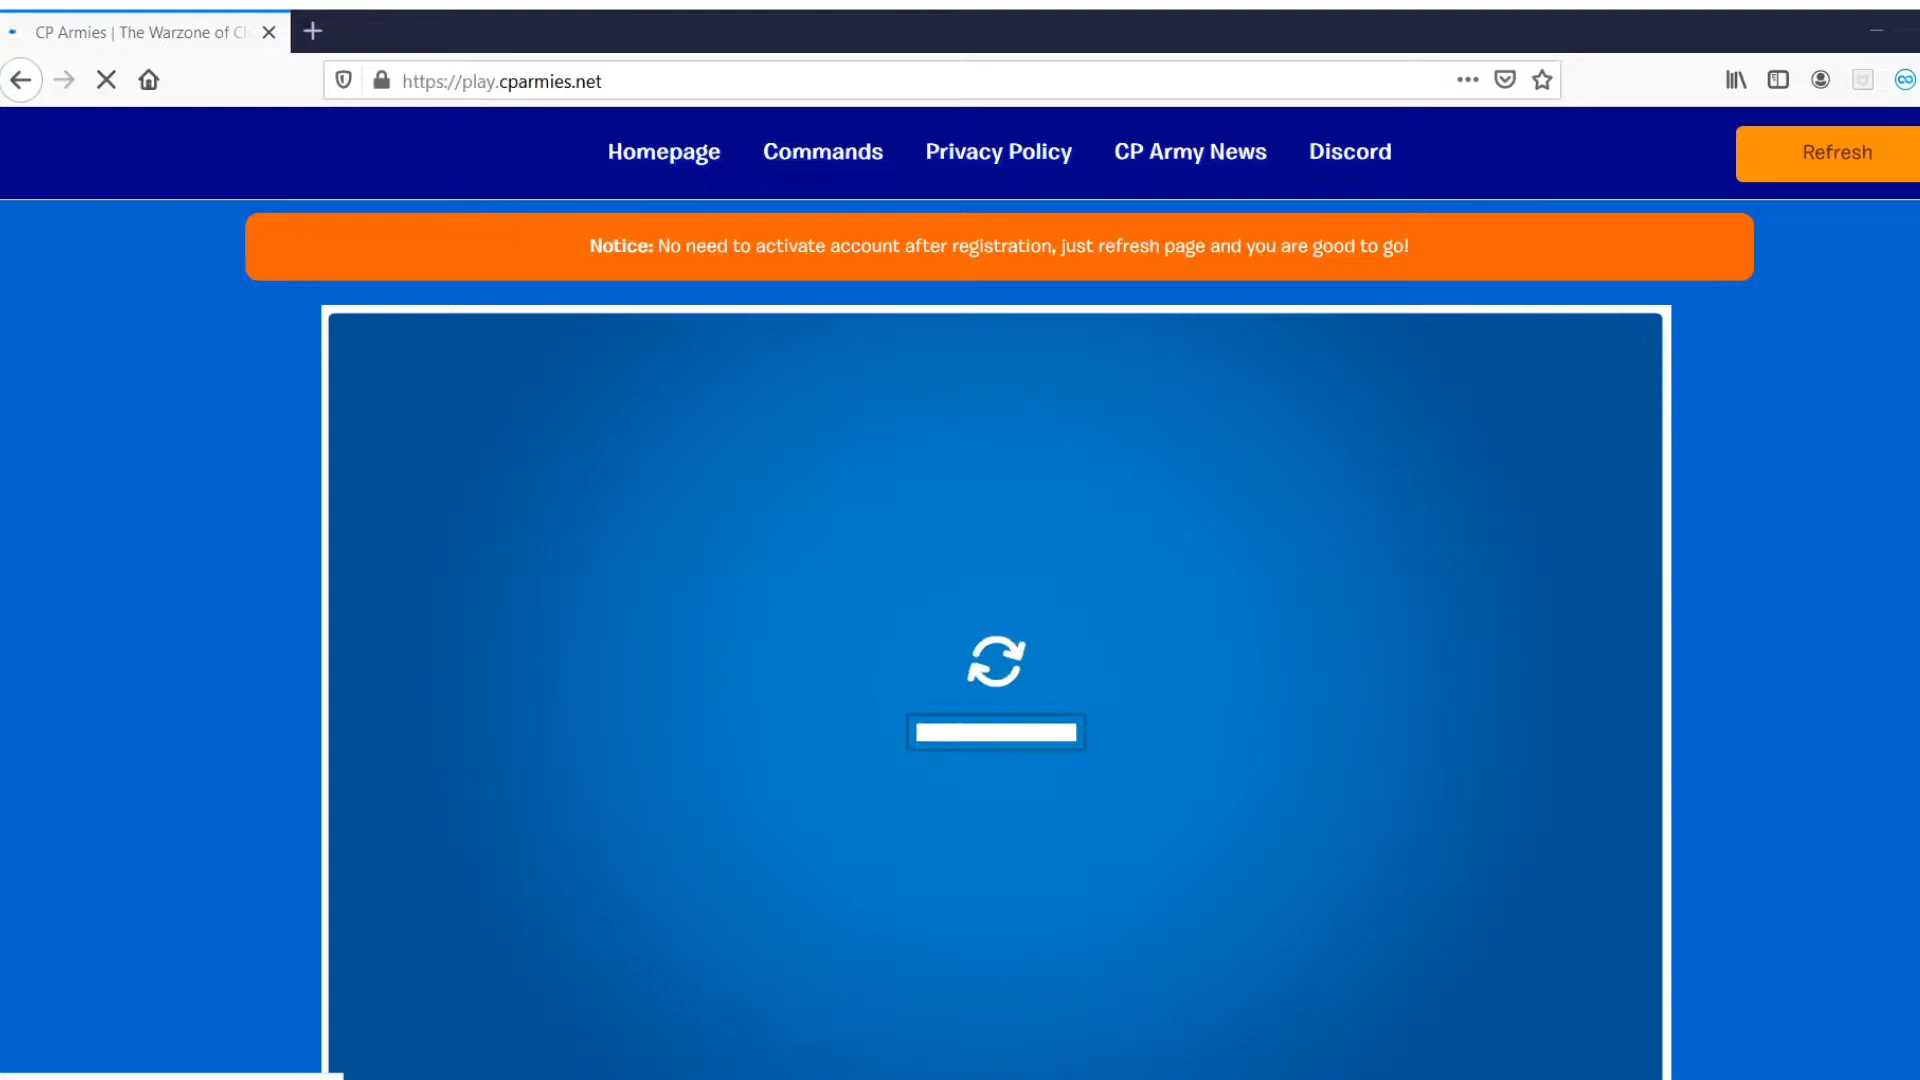 CP Armies | The Warzone of Cl
https://play.cparmies.net
Homepage Commands Privacy Policy CP Army News Discord
Refresh
Notice: No need to activate account after registration, just refresh page and you are good to go!